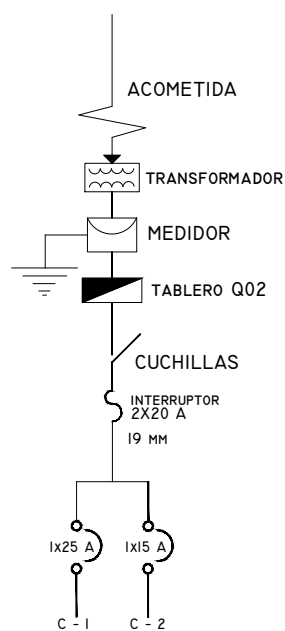 ACOMETIDA
TRANSFORMADOR
MEDIDOR
TABLERO Q02
CUCHILLAS
INTERRUPTOR
2X20 A
19 MM
1x25 A
1x15 A
C - 1
C - 2